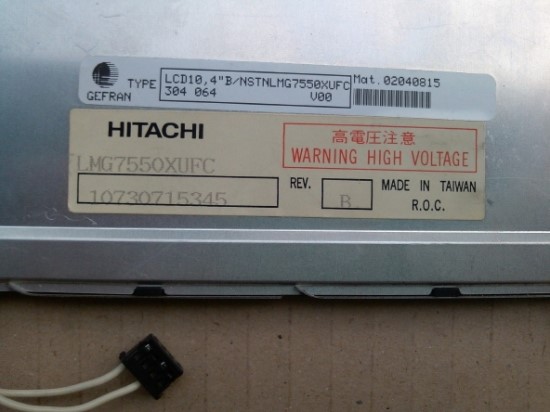 GEFRAN
TYPE
LCD10,4"B/NSTNLMG7550XUFC
304 064 V00
Mat. 02040815
HITACHI
LMG7550XUFC
10730715345
高電圧注意
WARNING HIGH VOLTAGE
REV. B
MADE IN TAIWAN
R.O.C.